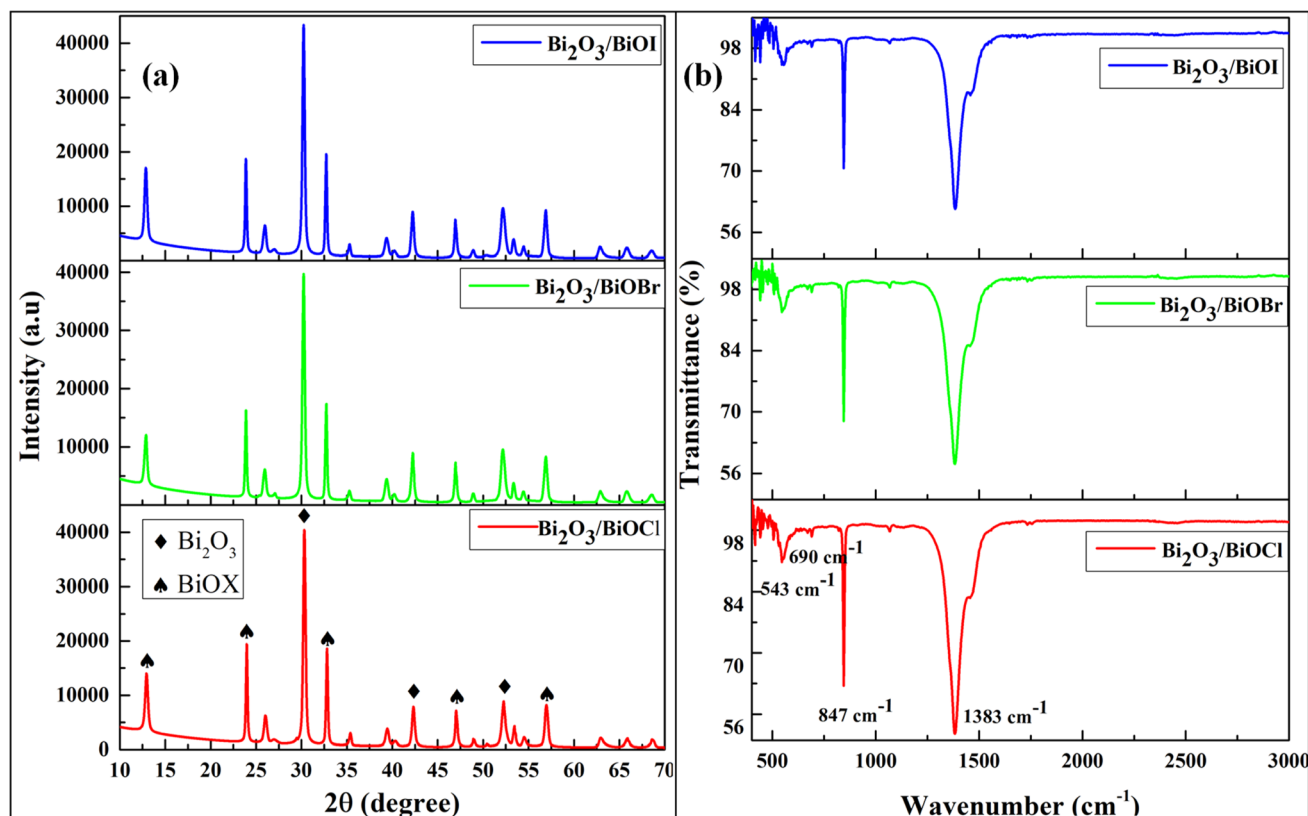 (a)
Bi₂O₃/BiOI
40000
30000
20000
10000
Bi₂O₃/BiOBr
40000
30000
20000
10000
Bi₂O₃/BiOCl
♦ Bi₂O₃
♠ BiOX
40000
30000
20000
10000
0
10 15 20 25 30 35 40 45 50 55 60 65 70
2θ (degree)
Intensity (a.u)
(b)
Bi₂O₃/BiOI
98
84
70
56
Bi₂O₃/BiOBr
98
84
70
56
Bi₂O₃/BiOCl
98
84
70
56
690 cm⁻¹
543 cm⁻¹
847 cm⁻¹
1383 cm⁻¹
500 1000 1500 2000 2500 3000
Wavenumber (cm⁻¹)
Transmittance (%)